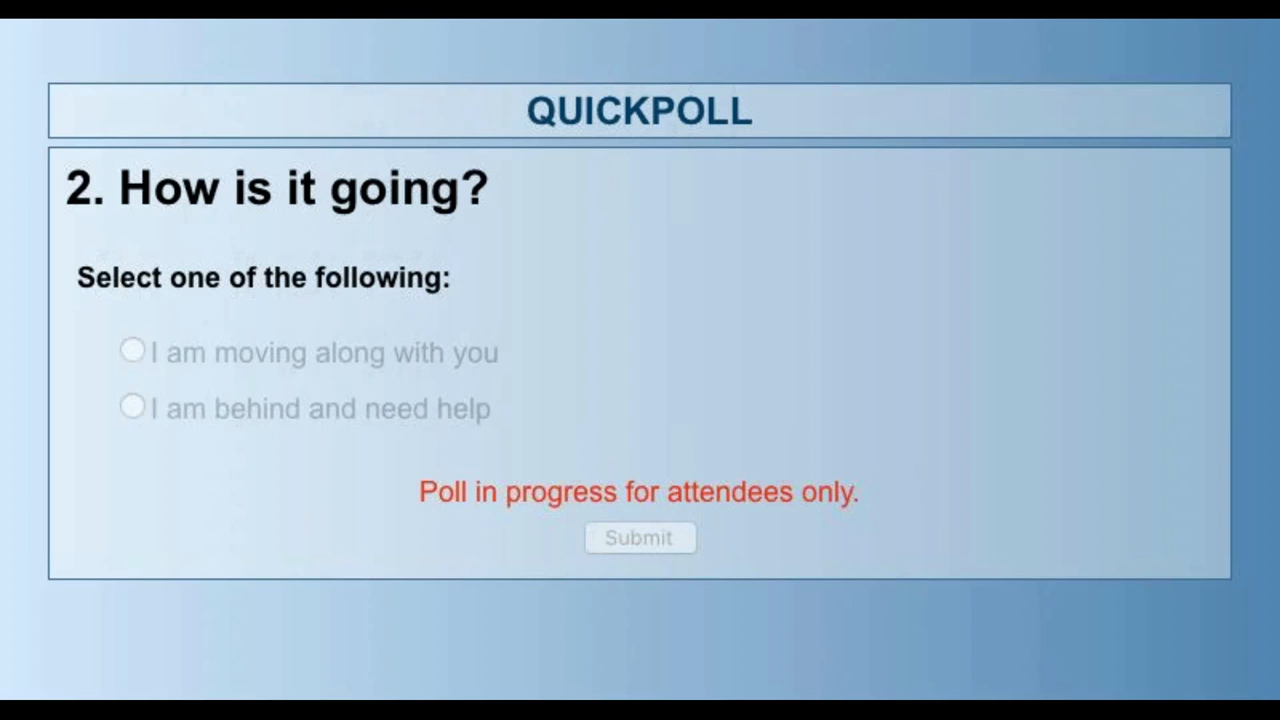 QUICKPOLL
2. How is it going?
Select one of the following:
I am moving along with you
I am behind and need help
Poll in progress for attendees only.
Submit